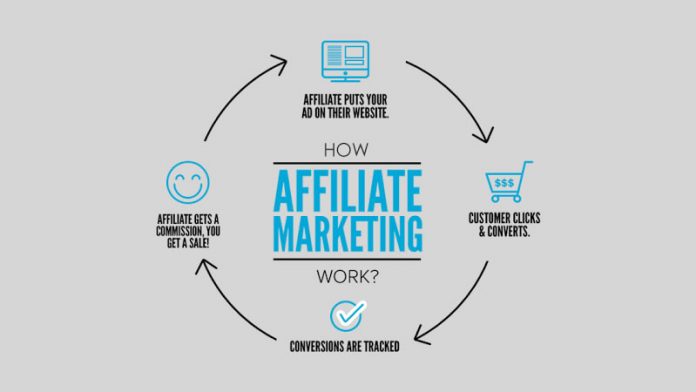 AFFILIATE PUTS YOUR
AD ON THEIR WEBSITE.
HOW
AFFILIATE
MARKETING
WORK?
$$$
CUSTOMER CLICKS
& CONVERTS.
CONVERSIONS ARE TRACKED
AFFILIATE GETS A
COMMISSION, YOU
GET A SALE!